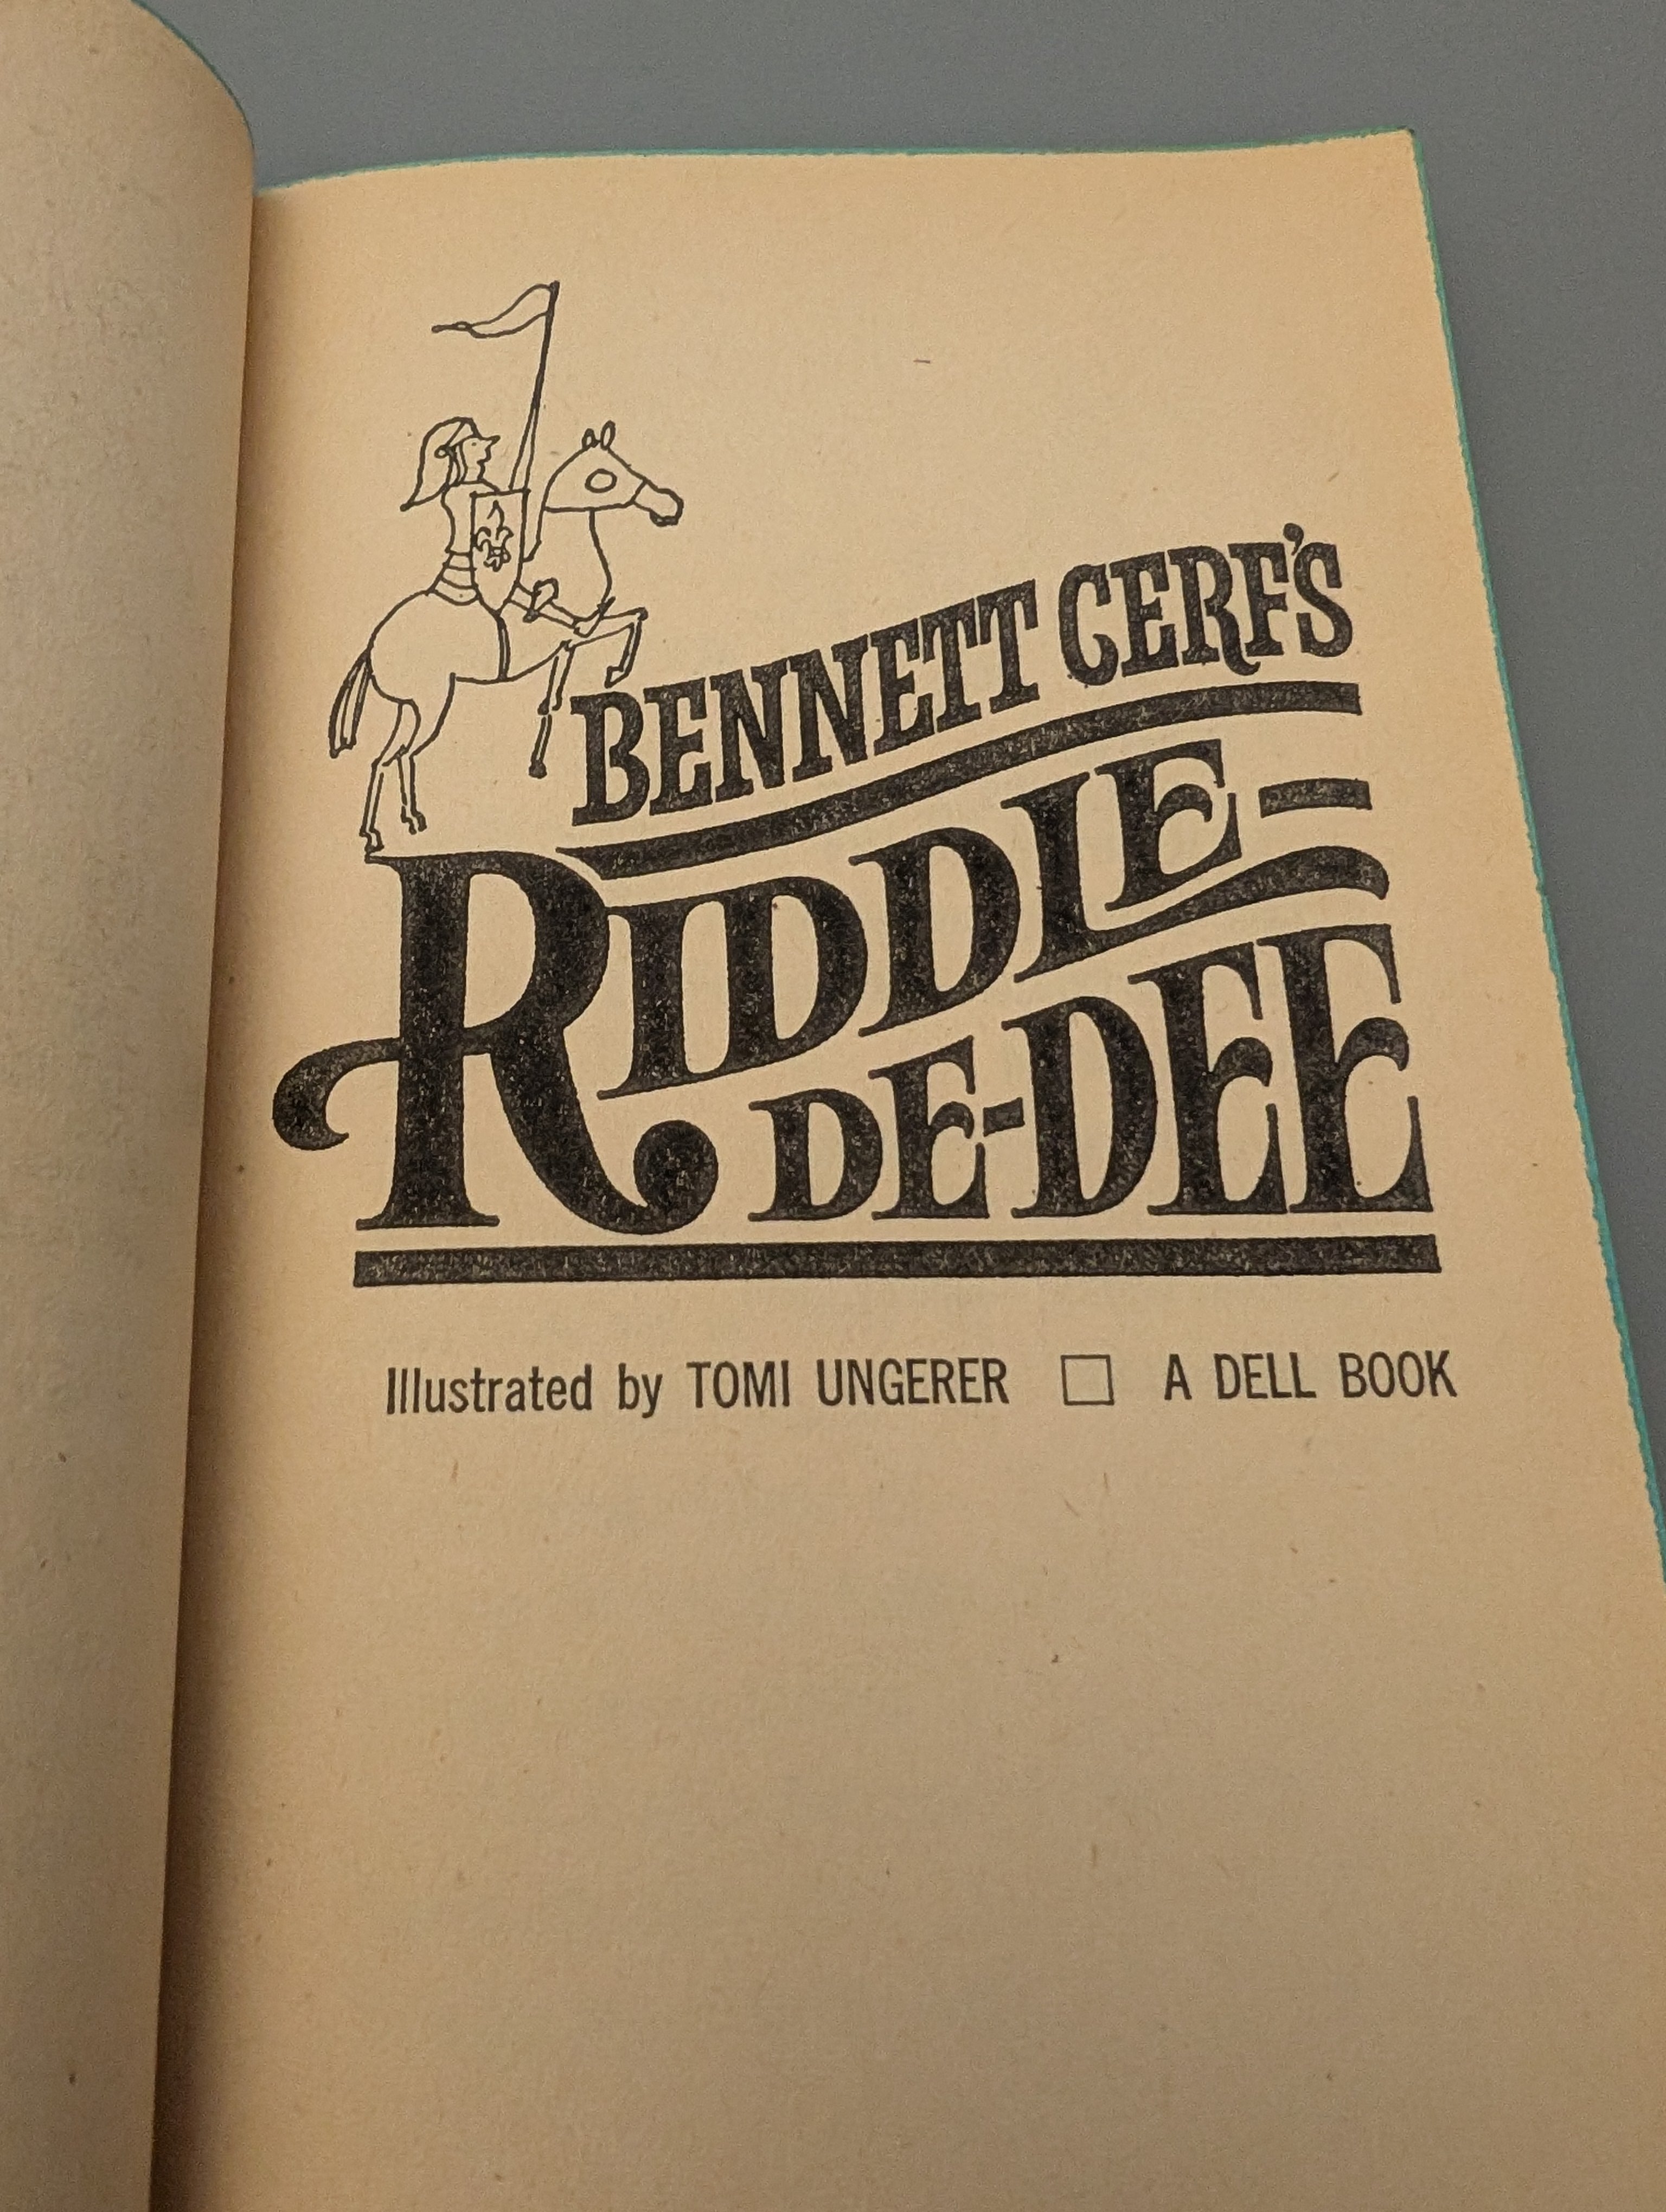 BENNETT CERF'S
RIDDLE-
DE-DEE
Illustrated by TOMI UNGERER □ A DELL BOOK